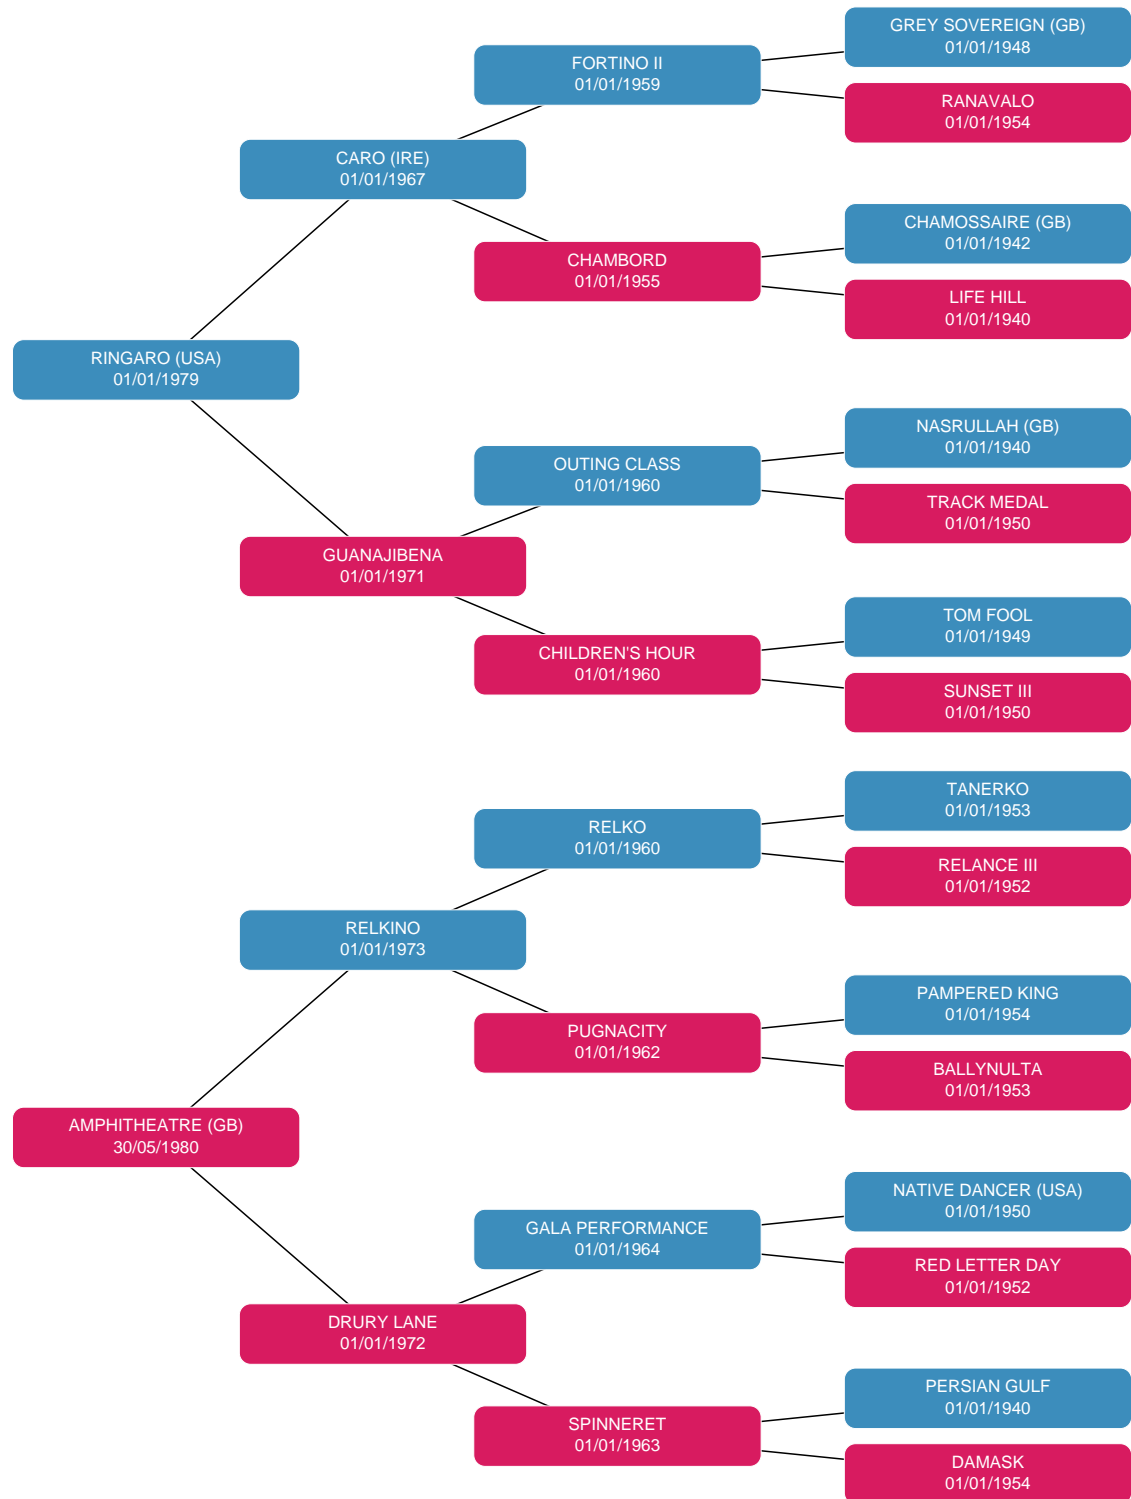 GREY SOVEREIGN (GB)
01/01/1948
FORTINO II
01/01/1959
RANAVALO
01/01/1954
CARO (IRE)
01/01/1967
CHAMOSSAIRE (GB)
01/01/1942
CHAMBORD
01/01/1955
LIFE HILL
01/01/1940
RINGARO (USA)
01/01/1979
NASRULLAH (GB)
01/01/1940
OUTING CLASS
01/01/1960
TRACK MEDAL
01/01/1950
GUANAJIBENA
01/01/1971
TOM FOOL
01/01/1949
CHILDREN'S HOUR
01/01/1960
SUNSET III
01/01/1950
TANERKO
01/01/1953
RELKO
01/01/1960
RELANCE III
01/01/1952
RELKINO
01/01/1973
PAMPERED KING
01/01/1954
PUGNACITY
01/01/1962
BALLYNULTA
01/01/1953
AMPHITHEATRE (GB)
30/05/1980
NATIVE DANCER (USA)
01/01/1950
GALA PERFORMANCE
01/01/1964
RED LETTER DAY
01/01/1952
DRURY LANE
01/01/1972
PERSIAN GULF
01/01/1940
SPINNERET
01/01/1963
DAMASK
01/01/1954